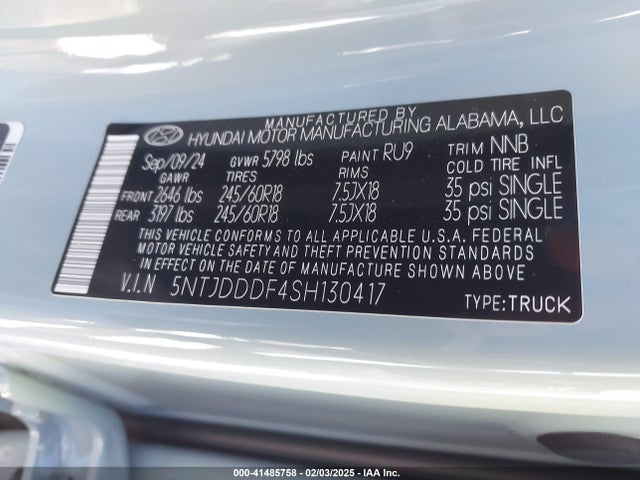 MANUFACTURED BY
HYUNDAI MOTOR MANUFACTURING ALABAMA, LLC
Sep/09/24 GVWR 5798 lbs PAINT RU9 TRIM NNB
GAWR TIRES RIMS COLD TIRE INFL
FRONT 2646 lbs 245/60R18 7.5JX18 35 psi SINGLE
REAR 3197 lbs 245/60R18 7.5JX18 35 psi SINGLE
THIS VEHICLE CONFORMS TO ALL APPLICABLE U.S.A. FEDERAL
MOTOR VEHICLE SAFETY AND THEFT PREVENTION STANDARDS
IN EFFECT ON THE DATE OF MANUFACTURE SHOWN ABOVE
V.I.N 5NTJDDDF4SH130417 TYPE:TRUCK
000-41485758 - 02/03/2025 - IAA Inc.